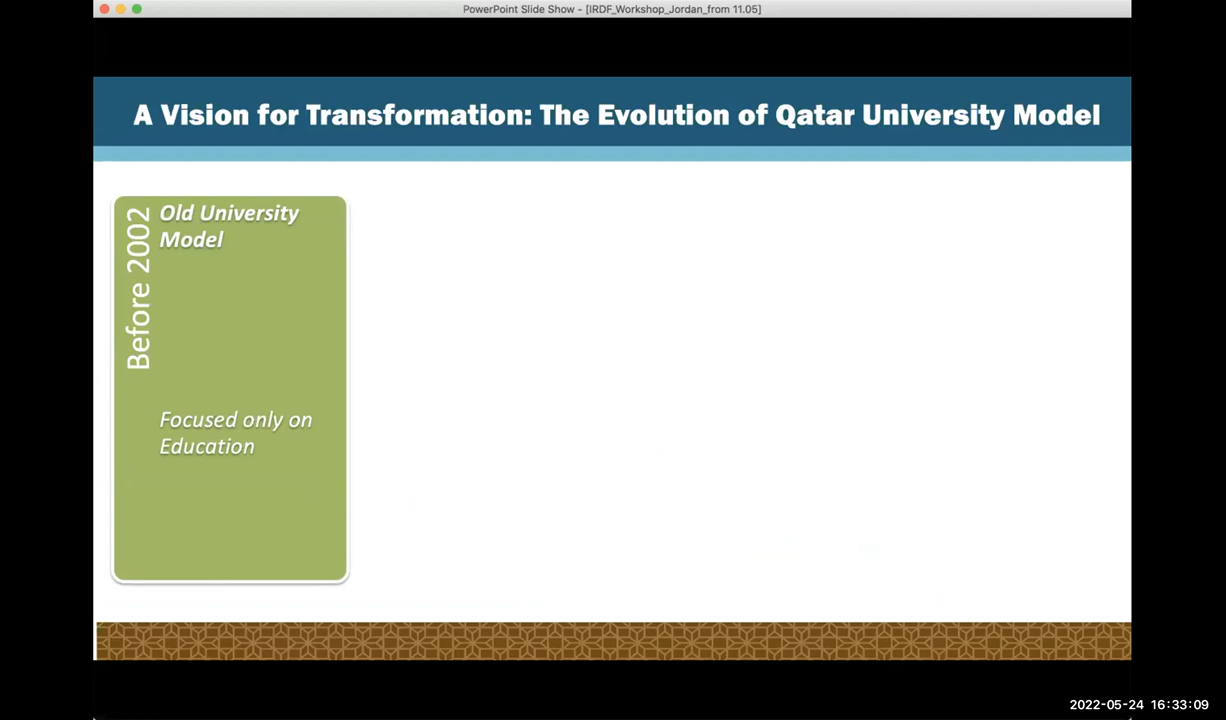 PowerPoint Slide Show - [IRDF_Workshop_Jordan_from 11.05]
A Vision for Transformation: The Evolution of Qatar University Model
Before 2002
Old University
Model
Focused only on
Education
2022-05-24 16:33:09